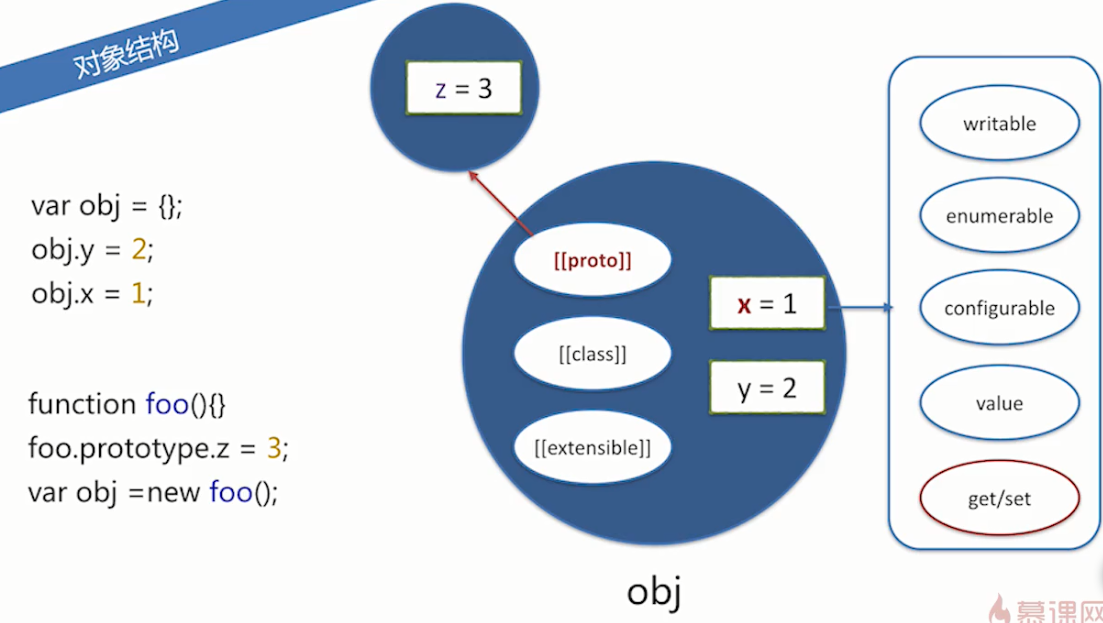 对象结构
var obj = {};
obj.y = 2;
obj.x = 1;
function foo(){}
foo.prototype.z = 3;
var obj =new foo();
z = 3
[[proto]]
[[class]]
[[extensible]]
x = 1
y = 2
obj
writable
enumerable
configurable
value
get/set
慕课网